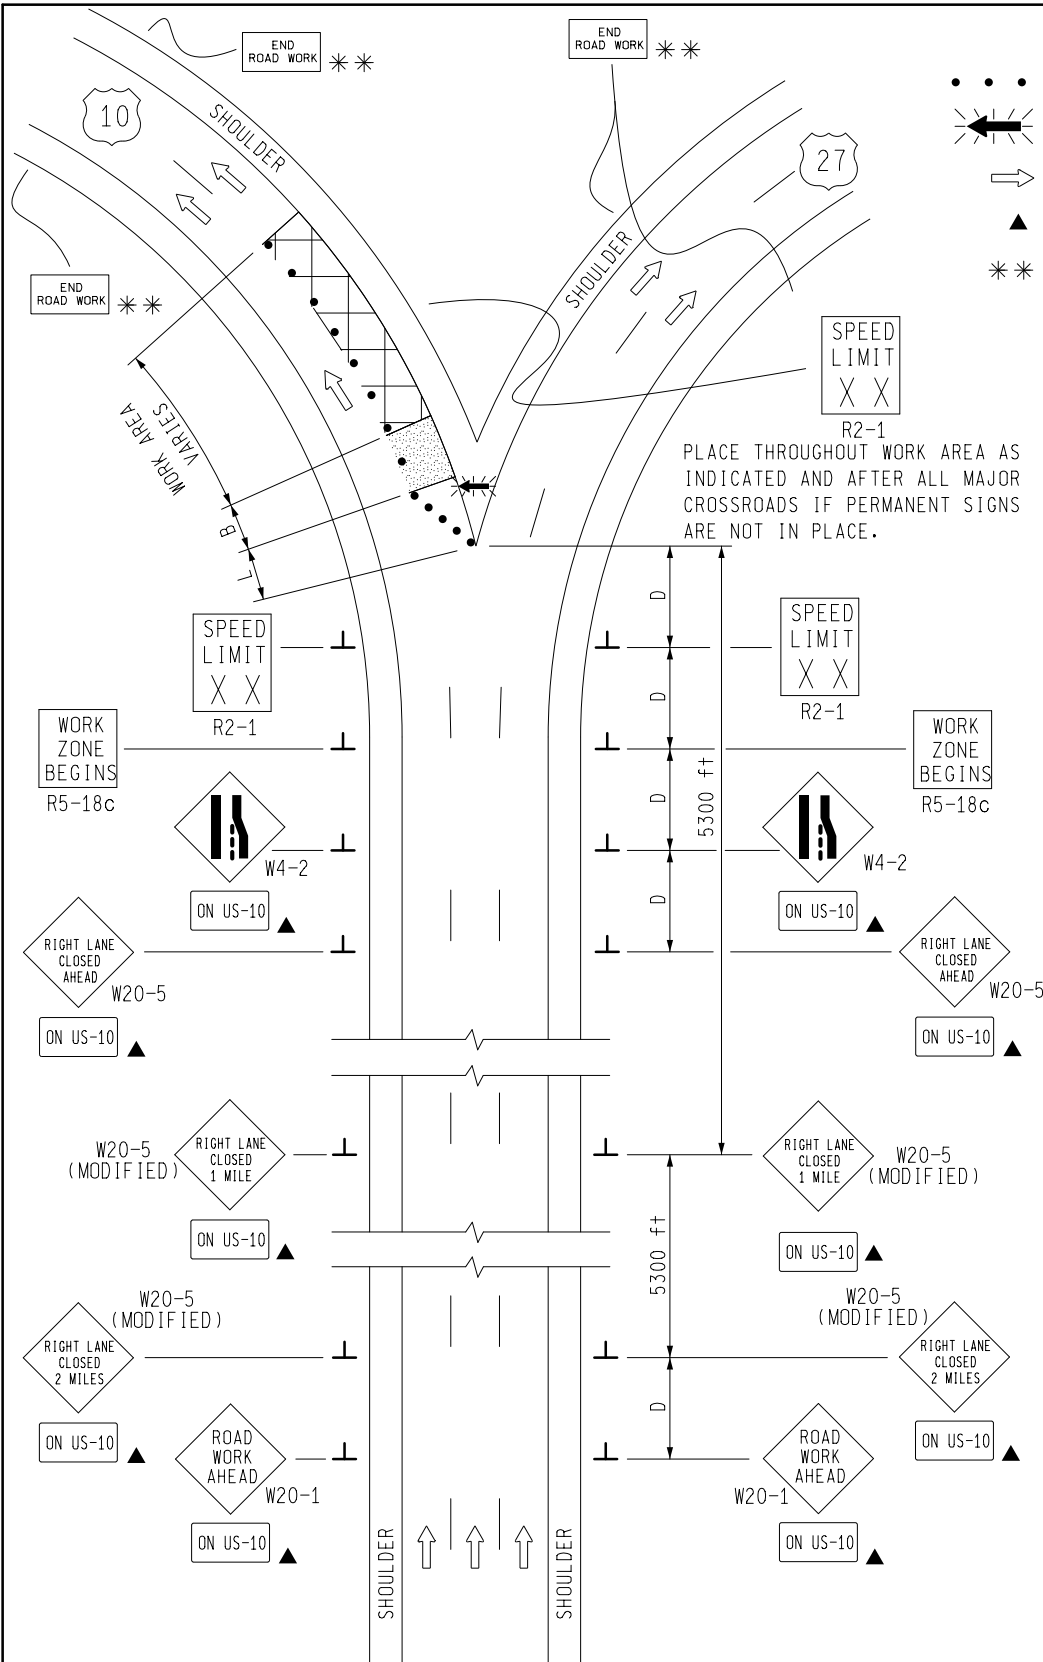 END
ROAD WORK
**
END
ROAD WORK
**
10
SHOULDER
27
SHOULDER
**
END
ROAD WORK
**
SPEED
LIMIT
X X
R2-1
PLACE THROUGHOUT WORK AREA AS
INDICATED AND AFTER ALL MAJOR
CROSSROADS IF PERMANENT SIGNS
ARE NOT IN PLACE.
WORK AREA
VARIES
B
L
D
SPEED
LIMIT
X X
R2-1
SPEED
LIMIT
X X
R2-1
D
WORK
ZONE
BEGINS
R5-18c
WORK
ZONE
BEGINS
R5-18c
5300 ft
D
W4-2
ON US-10
W4-2
ON US-10
D
RIGHT LANE
CLOSED
AHEAD
W20-5
ON US-10
RIGHT LANE
CLOSED
AHEAD
W20-5
ON US-10
W20-5
(MODIFIED)
RIGHT LANE
CLOSED
1 MILE
ON US-10
RIGHT LANE
CLOSED
1 MILE
W20-5
(MODIFIED)
ON US-10
5300 ft
W20-5
(MODIFIED)
RIGHT LANE
CLOSED
2 MILES
ON US-10
W20-5
(MODIFIED)
RIGHT LANE
CLOSED
2 MILES
ON US-10
D
ROAD
WORK
AHEAD
W20-1
ON US-10
ROAD
WORK
AHEAD
W20-1
ON US-10
SHOULDER
SHOULDER